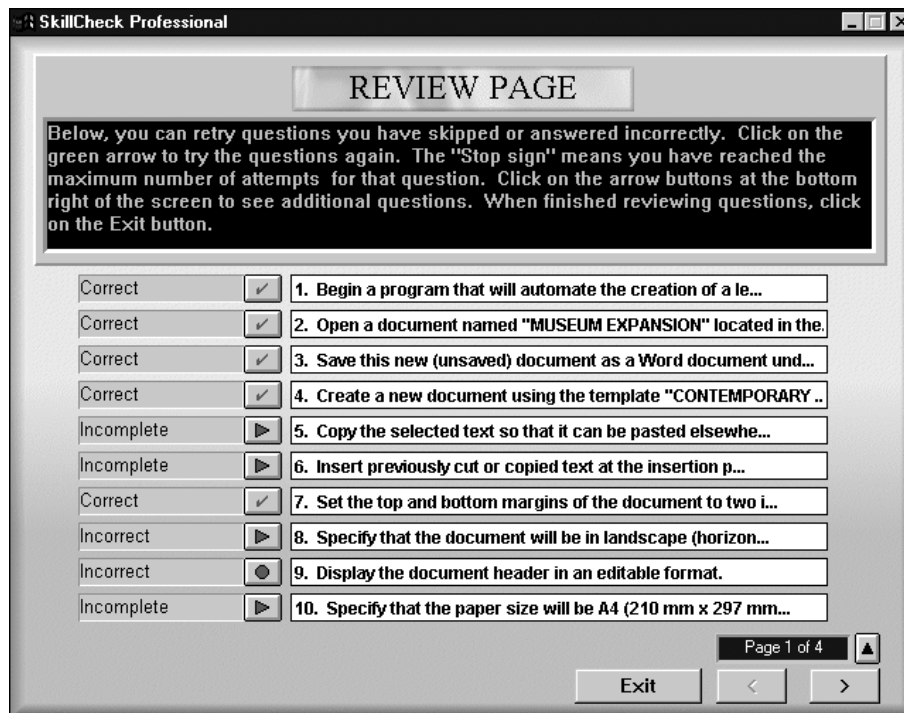 SkillCheck Professional
REVIEW PAGE
Below, you can retry questions you have skipped or answered incorrectly.  Click on the
green arrow to try the questions again.  The "Stop sign" means you have reached the
maximum number of attempts  for that question.  Click on the arrow buttons at the bottom
right of the screen to see additional questions.  When finished reviewing questions, click
on the Exit button.
Correct 1.  Begin a program that will automate the creation of a le...
Correct 2.  Open a document named "MUSEUM EXPANSION" located in the.
Correct 3.  Save this new (unsaved) document as a Word document und...
Correct 4.  Create a new document using the template "CONTEMPORARY ..
Incomplete 5.  Copy the selected text so that it can be pasted elsewhe...
Incomplete 6.  Insert previously cut or copied text at the insertion p...
Correct 7.  Set the top and bottom margins of the document to two i...
Incorrect 8.  Specify that the document will be in landscape (horizon...
Incorrect 9.  Display the document header in an editable format.
Incomplete 10.  Specify that the paper size will be A4 (210 mm x 297 mm...
Page 1 of 4
Exit < >